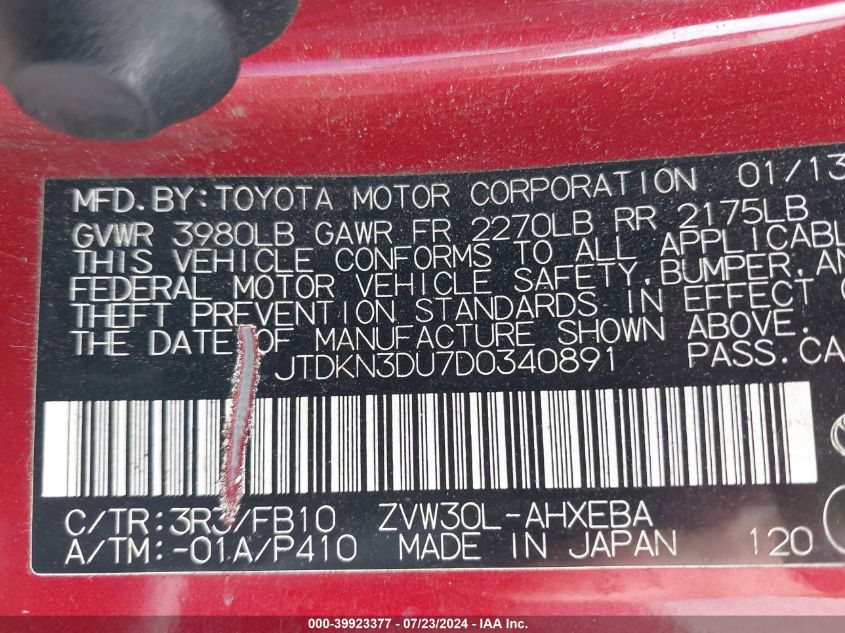 MFD.BY:TOYOTA MOTOR CORPORATION 01/13
GVWR 3980LB GAWR FR 2270LB RR 2175LB
THIS VEHICLE CONFORMS TO ALL APPLICABL
FEDERAL MOTOR VEHICLE SAFETY,BUMPER,AN
THEFT PREVENTION STANDARDS IN EFFECT
THE DATE OF MANUFACTURE SHOWN ABOVE.
JTDKN3DU7D0340891 PASS.CA
C/TR:3R3/FB10 ZVW30L-AHXEBA
A/TM:-01A/P410 MADE IN JAPAN 120
000-39923377 - 07/23/2024 - IAA Inc.